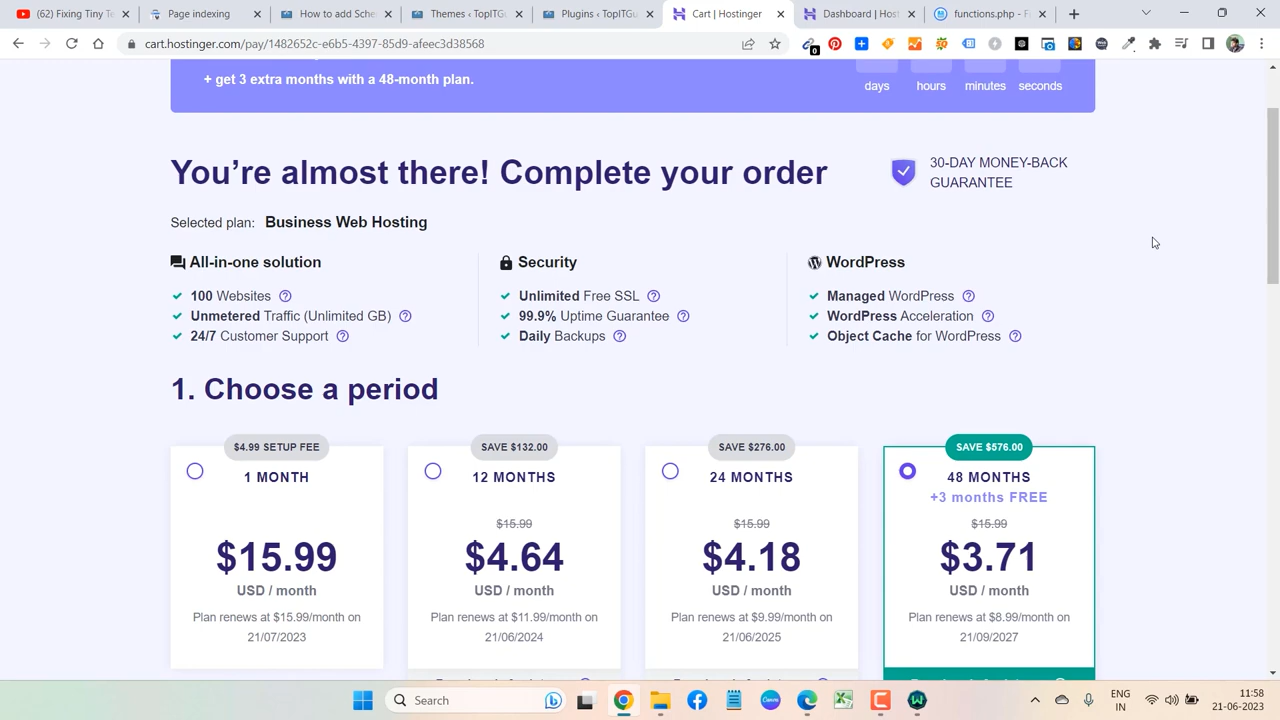 (1) Fixing Tiny Te
Page indexing
How to add Sche
Themes ‹ TopITGu
Plugins ‹ TopITGu
Cart | Hostinger
Dashboard | Host
functions.php - F
cart.hostinger.com/pay/1482652f-e6b5-4397-85d9-afeec3d38568
0
+ get 3 extra months with a 48-month plan.
days hours minutes seconds
You’re almost there! Complete your order
30-DAY MONEY-BACK
GUARANTEE
Selected plan: Business Web Hosting
All-in-one solution
100 Websites
Unmetered Traffic (Unlimited GB)
24/7 Customer Support
Security
Unlimited Free SSL
99.9% Uptime Guarantee
Daily Backups
WordPress
Managed WordPress
WordPress Acceleration
Object Cache for WordPress
1. Choose a period
$4.99 SETUP FEE
1 MONTH
$15.99
USD / month
Plan renews at $15.99/month on
21/07/2023
SAVE $132.00
12 MONTHS
$15.99
$4.64
USD / month
Plan renews at $11.99/month on
21/06/2024
SAVE $276.00
24 MONTHS
$15.99
$4.18
USD / month
Plan renews at $9.99/month on
21/06/2025
SAVE $576.00
48 MONTHS
+3 months FREE
$15.99
$3.71
USD / month
Plan renews at $8.99/month on
21/09/2027
Search
ENG
IN
11:58
21-06-2023